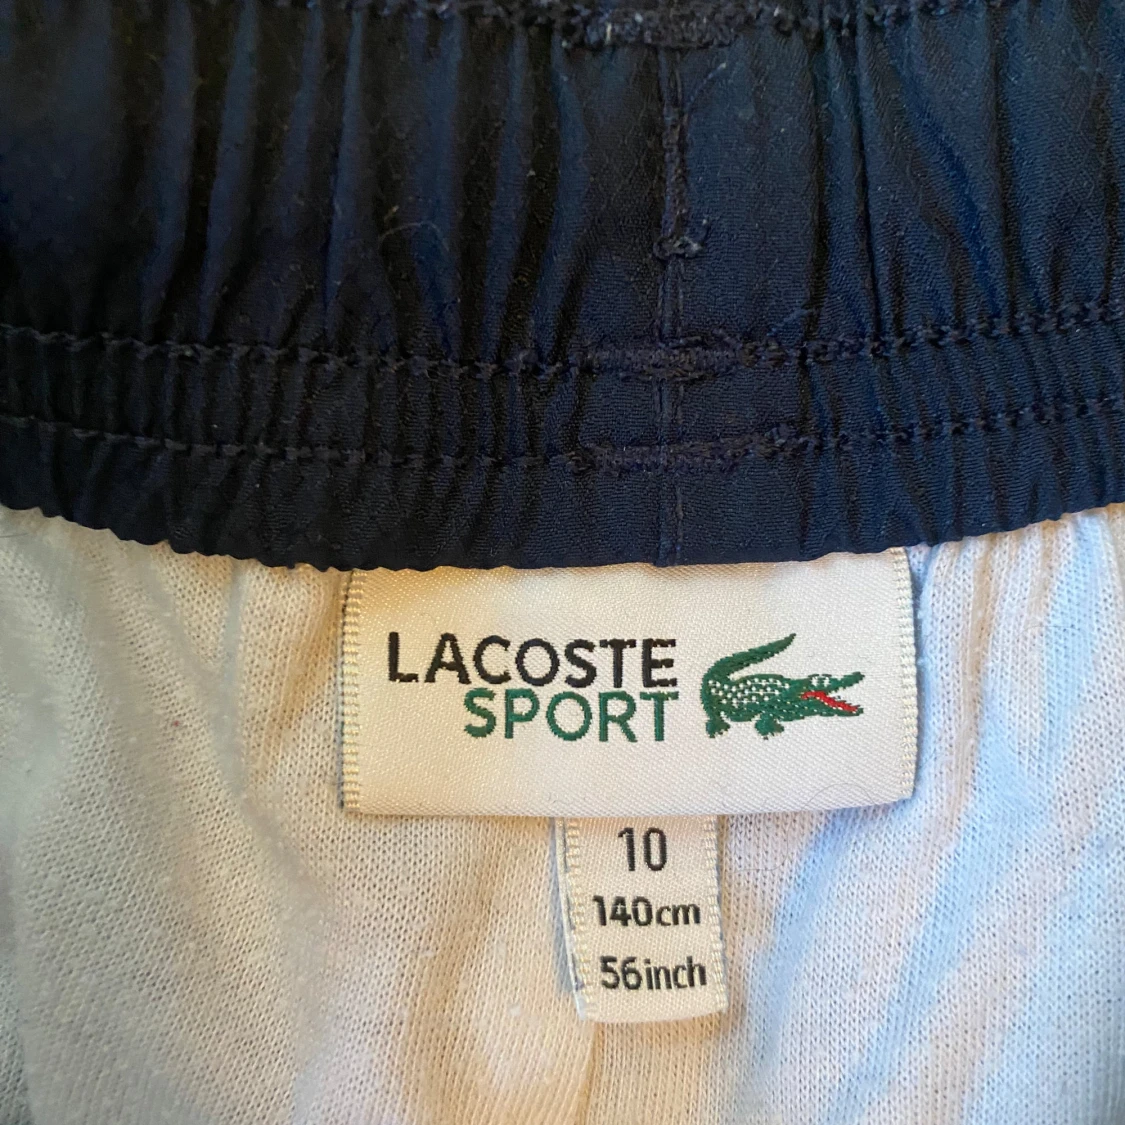 LACOSTE
SPORT
10
140cm
56inch